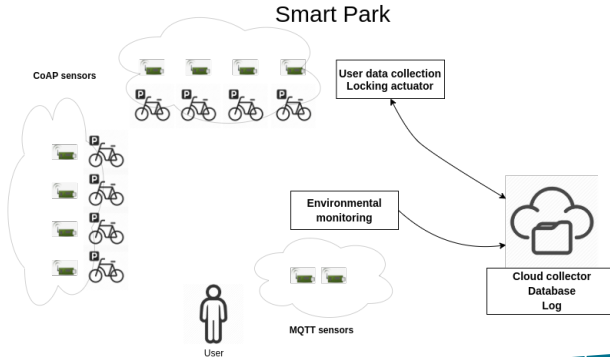 Smart Park
CoAP sensors
P
P
P
P
User data collection
Locking actuator
P
P
P
P
Environmental
monitoring
Cloud collector
Database
Log
MQTT sensors
User